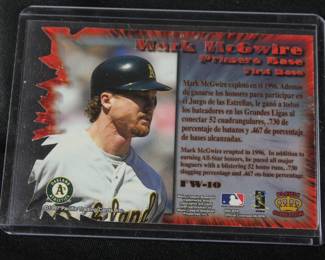 Mark McGwire
Primera Base
First Base
Mark McGwire explotó en el 1996. Ademas
de ganarse los honores para participar en
el Juego de las Estrellas, le ganó a todos
los bateadores en las Grandes Ligas al
conectar 52 cuadrangulares, .730 de
porcentaje de batazos y .467 de porcentaje
de bases alcanzadas.
Mark McGwire erupted in 1996. In addition to
earning All-Star honors, he paced all major
leaguers with a blistering 52 home runs, .730
slugging percentage and .467 on base percentage.
FW-10